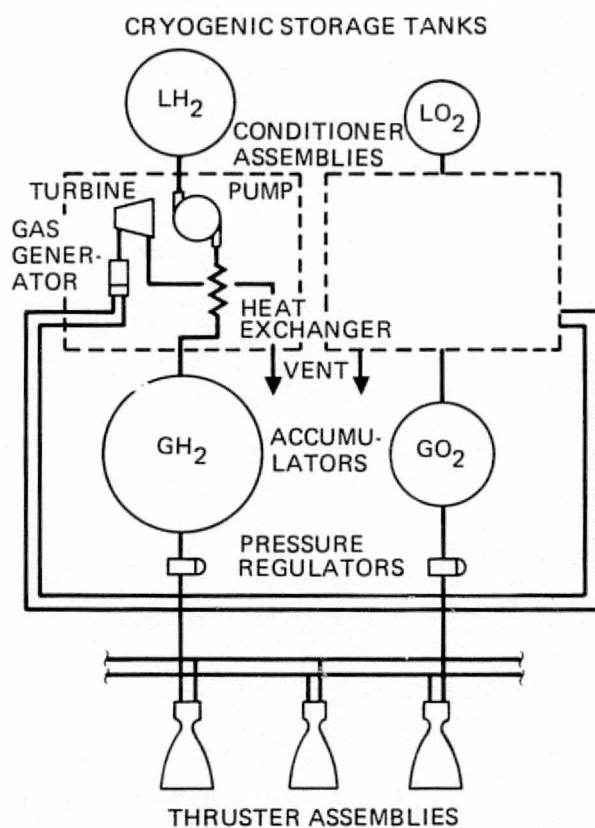 CRYOGENIC STORAGE TANKS
LH2
LO2
CONDITIONER
ASSEMBLIES
TURBINE
PUMP
GAS
GENER-
ATOR
HEAT
EXCHANGER
VENT
GH2
ACCUMU-
LATORS
GO2
PRESSURE
REGULATORS
THRUSTER ASSEMBLIES